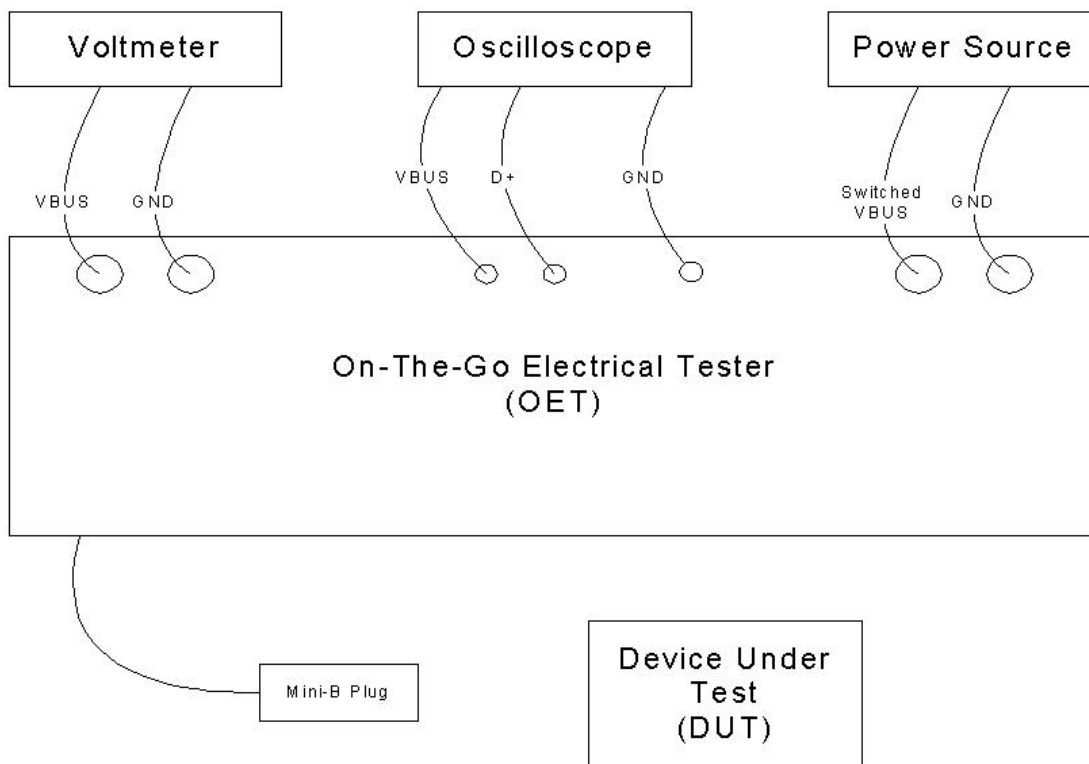 Voltmeter
Oscilloscope
Power Source
VBUS
GND
VBUS
D+
GND
Switched
VBUS
GND
On-The-Go Electrical Tester
(OET)
Mini-B Plug
Device Under
Test
(DUT)